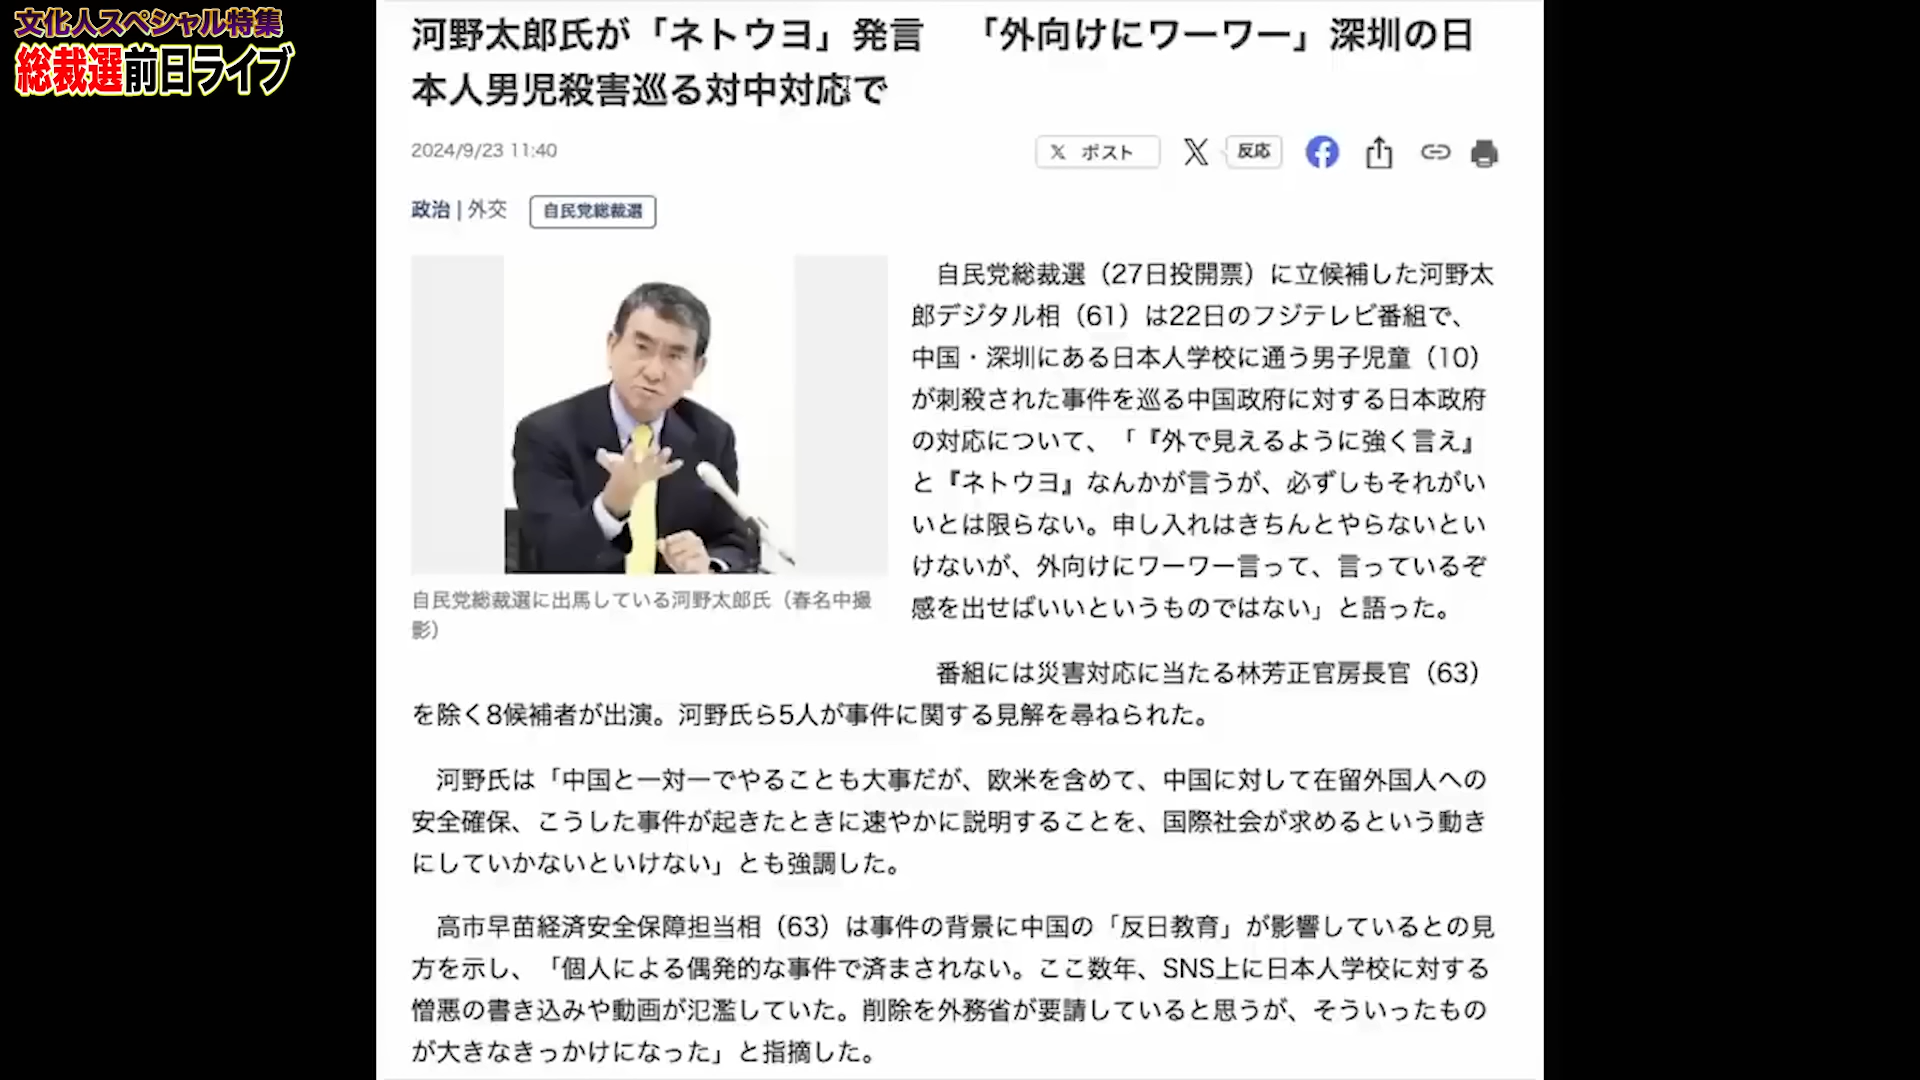 文化人スペシャル特集
総裁選前日ライブ
河野太郎氏が「ネトウヨ」発言　「外向けにワーワー」深圳の日
本人男児殺害巡る対中対応で
2024/9/23 11:40
X ポスト
X 反応
政治 | 外交 自民党総裁選
自民党総裁選に出馬している河野太郎氏（春名中撮
影）
自民党総裁選（27日投開票）に立候補した河野太
郎デジタル相（61）は22日のフジテレビ番組で、
中国・深圳にある日本人学校に通う男子児童（10）
が刺殺された事件を巡る中国政府に対する日本政府
の対応について、「『外で見えるように強く言え』
と『ネトウヨ』なんかが言うが、必ずしもそれがい
いとは限らない。申し入れはきちんとやらないとい
けないが、外向けにワーワー言って、言っているぞ
感を出せばいいというものではない」と語った。
番組には災害対応に当たる林芳正官房長官（63）
を除く8候補者が出演。河野氏ら5人が事件に関する見解を尋ねられた。
河野氏は「中国と一対一でやることも大事だが、欧米を含めて、中国に対して在留外国人への
安全確保、こうした事件が起きたときに速やかに説明することを、国際社会が求めるという動き
にしていかないといけない」とも強調した。
高市早苗経済安全保障担当相（63）は事件の背景に中国の「反日教育」が影響しているとの見
方を示し、「個人による偶発的な事件で済まされない。ここ数年、SNS上に日本人学校に対する
憎悪の書き込みや動画が氾濫していた。削除を外務省が要請していると思うが、そういったもの
が大きなきっかけになった」と指摘した。